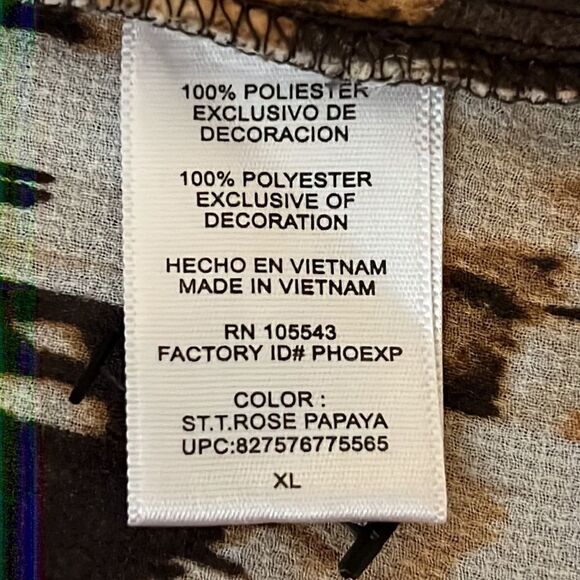 100% POLIESTER
EXCLUSIVO DE
DECORACION
100% POLYESTER
EXCLUSIVE OF
DECORATION
HECHO EN VIETNAM
MADE IN VIETNAM
RN 105543
FACTORY ID# PHOEXP
COLOR :
ST.T.ROSE PAPAYA
UPC:827576775565
XL